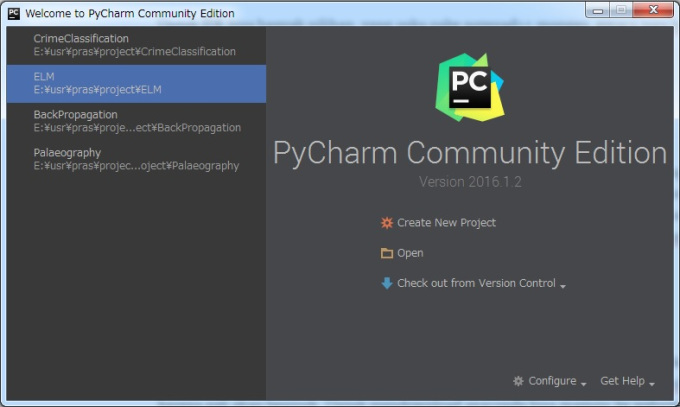 Welcome to PyCharm Community Edition
CrimeClassification
E:¥usr¥pras¥project¥CrimeClassification
ELM
E:¥usr¥pras¥project¥ELM
BackPropagation
E:¥usr¥pras¥proje...ect¥BackPropagation
Palaeography
E:¥usr¥pras¥projec...oject¥Palaeography
PC
PyCharm Community Edition
Version 2016.1.2
Create New Project
Open
Check out from Version Control
Configure
Get Help